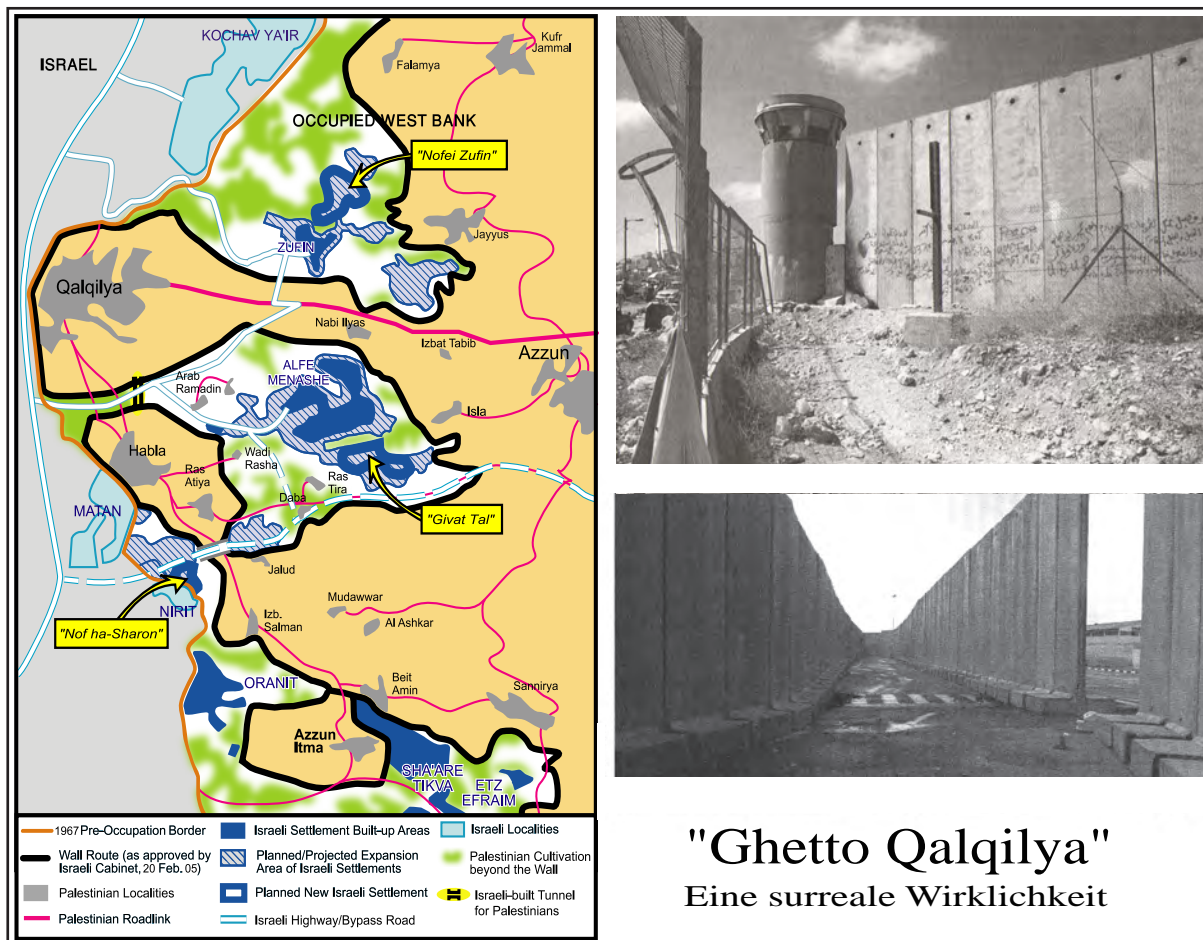 KOCHAV YA'IR
Kufr
Jammal
ISRAEL
Falamya
OCCUPIED WEST BANK
"Nofei Zufin"
Jayyus
ZUFIN
Qalqilya
Nabi Ilyas
Izbat Tabib
Azzun
ALFE
MENASHE
Arab
Ramadin
Isla
Habla
Wadi
Rasha
Ras
Atiya
Ras
Tira
Daba
MATAN
"Givat Tal"
Jalud
NIRIT
"Nof ha-Sharon"
Izb.
Salman
Mudawwar
Al Ashkar
ORANIT
Beit
Amin
Sannirya
Azzun
Itma
SHA'ARE
TIKVA
ETZ
EFRAIM
1967 Pre-Occupation Border
Wall Route (as approved by
Israeli Cabinet, 20 Feb. 05)
Palestinian Localities
Palestinian Roadlink
Israeli Settlement Built-up Areas
Planned/Projected Expansion
Area of Israeli Settlements
Planned New Israeli Settlement
Israeli Highway/Bypass Road
Israeli Localities
Palestinian Cultivation
beyond the Wall
Israeli-built Tunnel
for Palestinians
"Ghetto Qalqilya"
Eine surreale Wirklichkeit